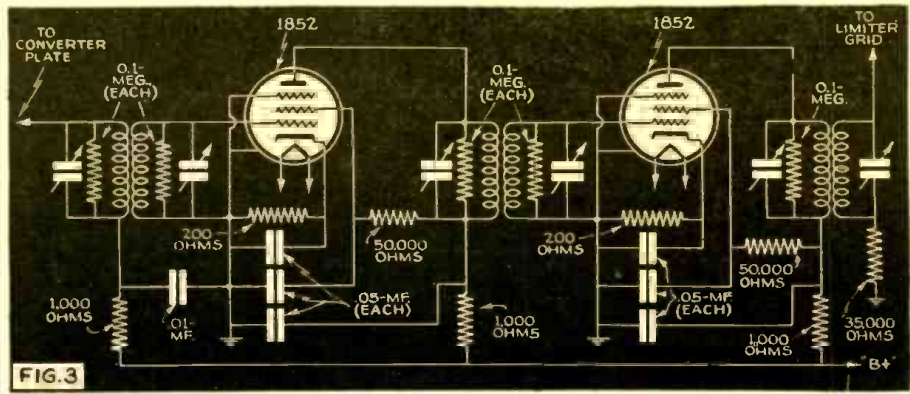 TO
CONVERTER
PLATE
0.1-
MEG.
(EACH)
1852
0.1-
MEG.
(EACH)
1852
0.1-
MEG.
TO
LIMITER
GRID
200
OHMS
50,000
OHMS
200
OHMS
50,000
OHMS
1,000
OHMS
.01-
MF.
.05-MF.
(EACH)
1,000
OHMS
.05-MF.
(EACH)
1,000
OHMS
35,000
OHMS
"B+"
FIG.3